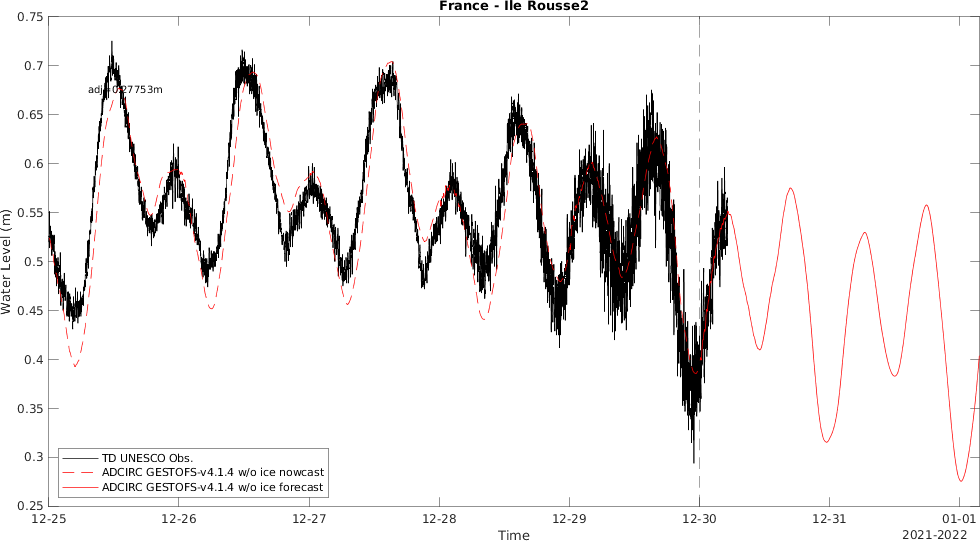 France - Ile Rousse2
0.75
0.7
0.65
0.6
0.55
0.5
0.45
0.4
0.35
0.3
0.25
Water Level (m)
adj=0.27753m
TD UNESCO Obs.
ADCIRC GESTOFS-v4.1.4 w/o ice nowcast
ADCIRC GESTOFS-v4.1.4 w/o ice forecast
12-25 12-26 12-27 12-28 12-29 12-30 12-31 01-01
Time
2021-2022